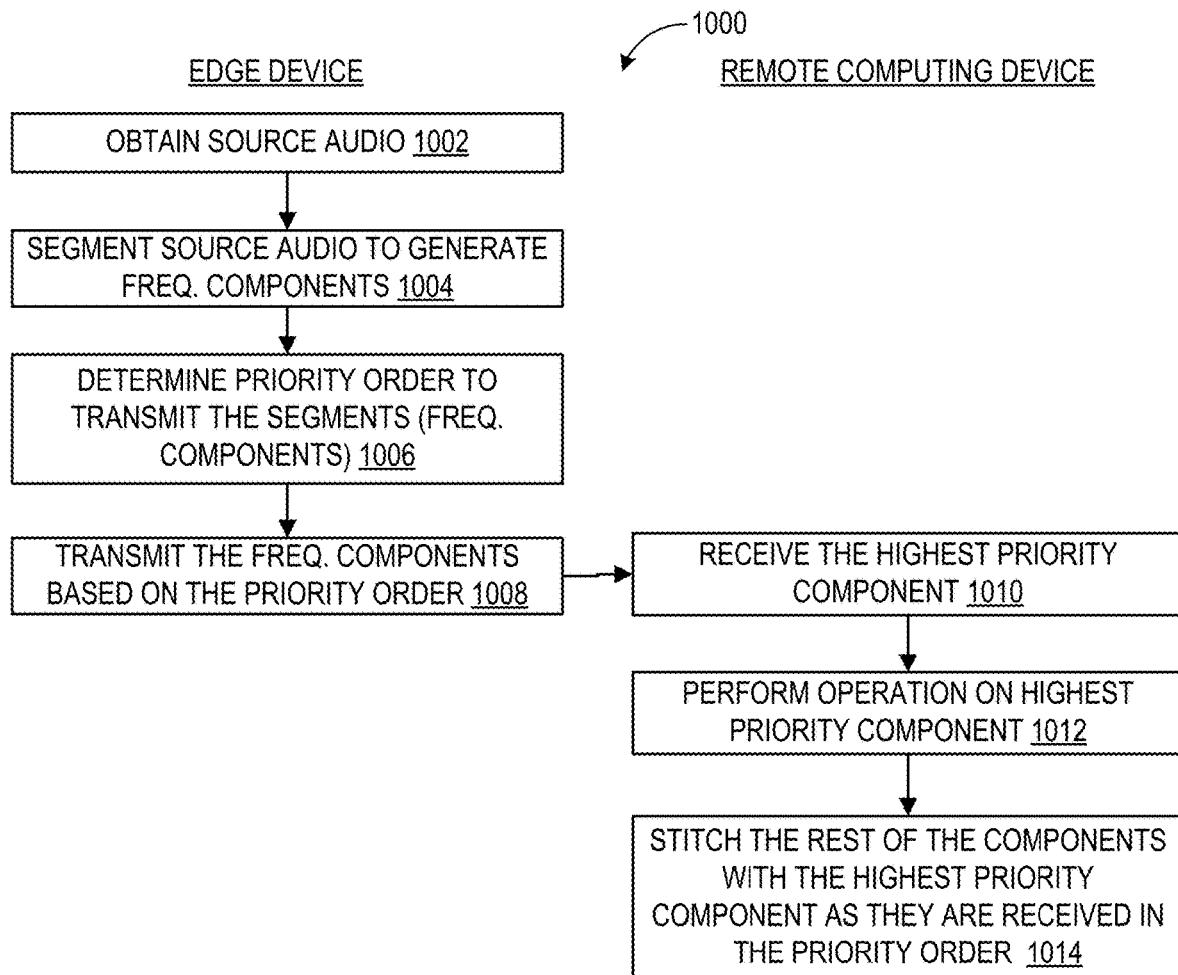 1000
EDGE DEVICE
REMOTE COMPUTING DEVICE
OBTAIN SOURCE AUDIO 1002
SEGMENT SOURCE AUDIO TO GENERATE
FREQ. COMPONENTS 1004
DETERMINE PRIORITY ORDER TO
TRANSMIT THE SEGMENTS (FREQ.
COMPONENTS) 1006
TRANSMIT THE FREQ. COMPONENTS
BASED ON THE PRIORITY ORDER 1008
RECEIVE THE HIGHEST PRIORITY
COMPONENT 1010
PERFORM OPERATION ON HIGHEST
PRIORITY COMPONENT 1012
STITCH THE REST OF THE COMPONENTS
WITH THE HIGHEST PRIORITY
COMPONENT AS THEY ARE RECEIVED IN
THE PRIORITY ORDER 1014